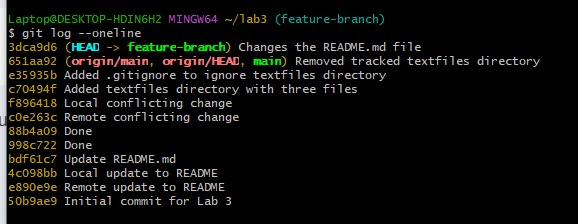 Laptop@DESKTOP-HDIN6H2 MINGW64 ~/lab3 (feature-branch)
$ git log --oneline
3dca9d6 (HEAD -> feature-branch) Changes the README.md file
651aa92 (origin/main, origin/HEAD, main) Removed tracked textfiles directory
e35935b Added .gitignore to ignore textfiles directory
c70494f Added textfiles directory with three files
f896418 Local conflicting change
c0e263c Remote conflicting change
88b4a09 Done
998c722 Done
bdf61c7 Update README.md
4c098bb Local update to README
e890e9e Remote update to README
50b9ae9 Initial commit for Lab 3